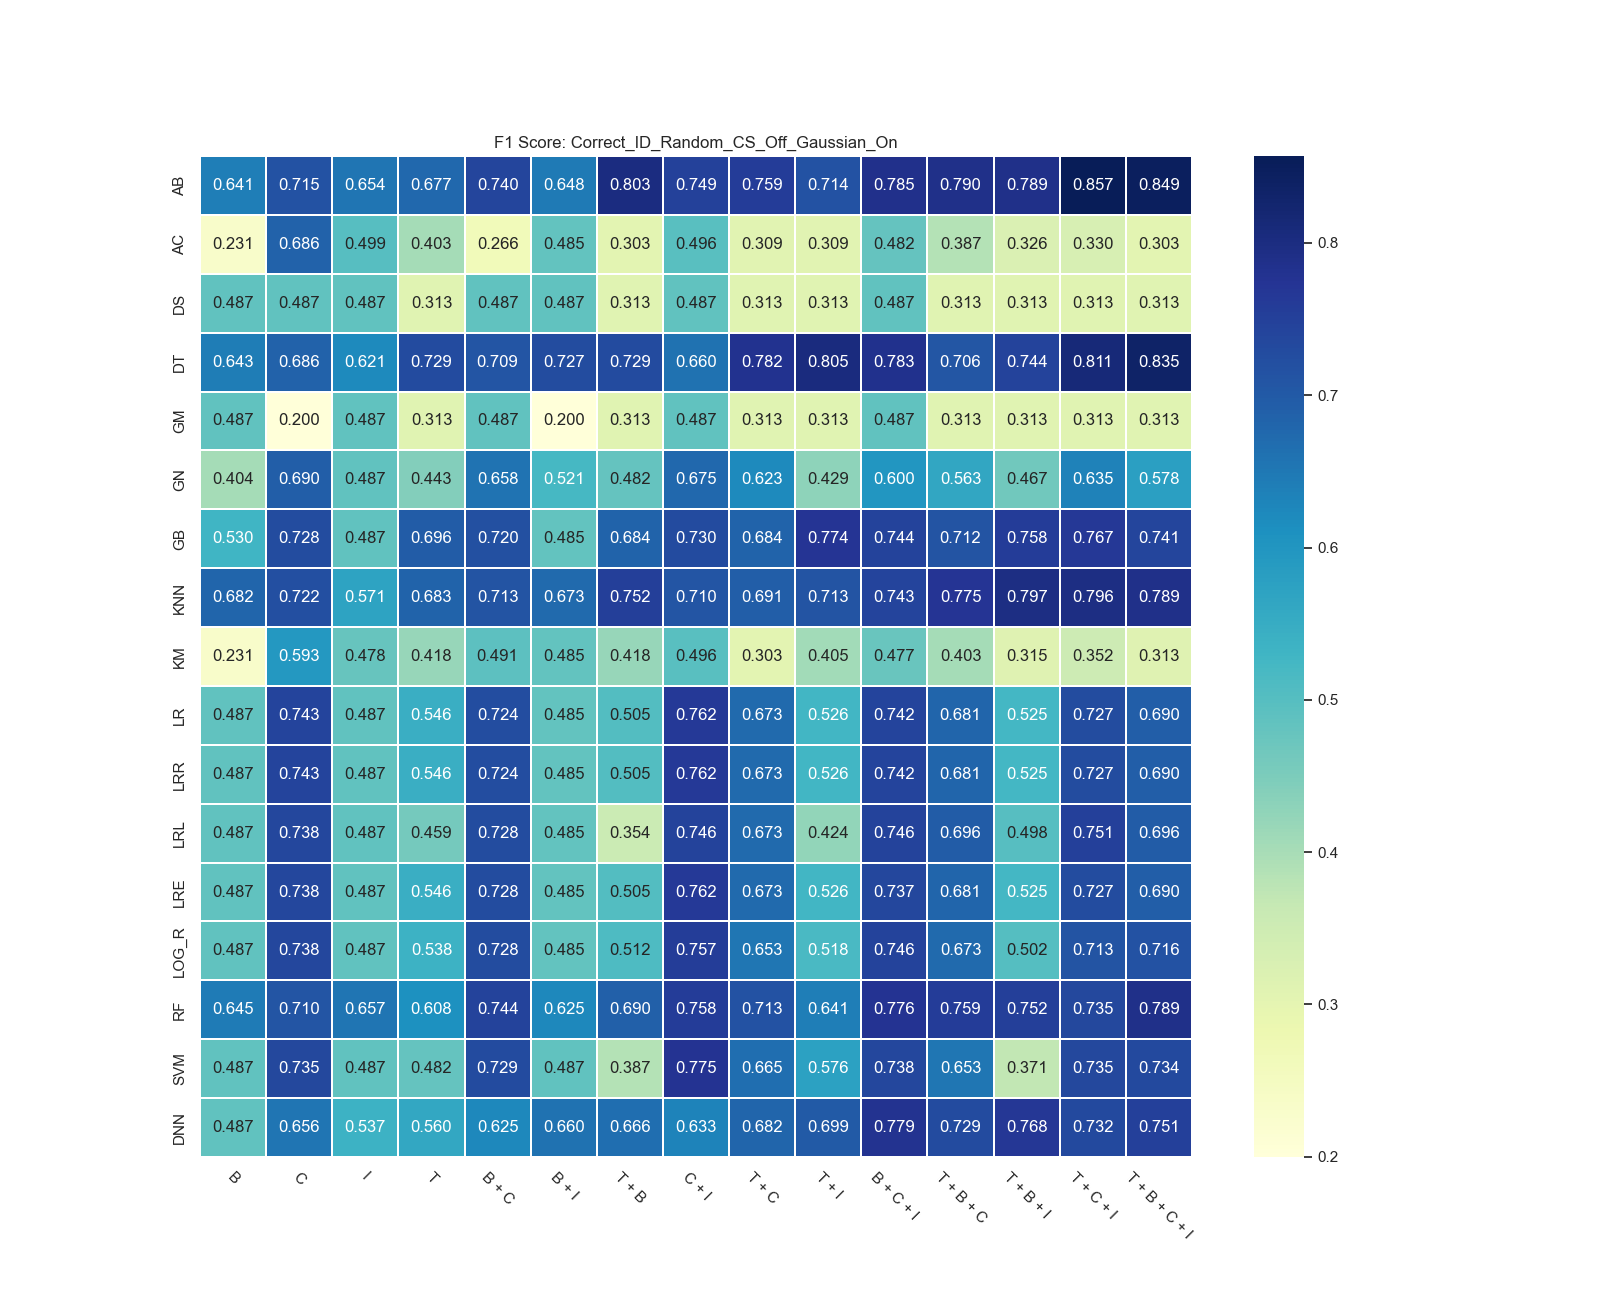 F1 Score: Correct_ID_Random_CS_Off_Gaussian_On
AB 0.641 0.715 0.654 0.677 0.740 0.648 0.803 0.749 0.759 0.714 0.785 0.790 0.789 0.857 0.849
AC 0.231 0.686 0.499 0.403 0.266 0.485 0.303 0.496 0.309 0.309 0.482 0.387 0.326 0.330 0.303
DS 0.487 0.487 0.487 0.313 0.487 0.487 0.313 0.487 0.313 0.313 0.487 0.313 0.313 0.313 0.313
DT 0.643 0.686 0.621 0.729 0.709 0.727 0.729 0.660 0.782 0.805 0.783 0.706 0.744 0.811 0.835
GM 0.487 0.200 0.487 0.313 0.487 0.200 0.313 0.487 0.313 0.313 0.487 0.313 0.313 0.313 0.313
GN 0.404 0.690 0.487 0.443 0.658 0.521 0.482 0.675 0.623 0.429 0.600 0.563 0.467 0.635 0.578
GB 0.530 0.728 0.487 0.696 0.720 0.485 0.684 0.730 0.684 0.774 0.744 0.712 0.758 0.767 0.741
KNN 0.682 0.722 0.571 0.683 0.713 0.673 0.752 0.710 0.691 0.713 0.743 0.775 0.797 0.796 0.789
KM 0.231 0.593 0.478 0.418 0.491 0.485 0.418 0.496 0.303 0.405 0.477 0.403 0.315 0.352 0.313
LR 0.487 0.743 0.487 0.546 0.724 0.485 0.505 0.762 0.673 0.526 0.742 0.681 0.525 0.727 0.690
LRR 0.487 0.743 0.487 0.546 0.724 0.485 0.505 0.762 0.673 0.526 0.742 0.681 0.525 0.727 0.690
LRL 0.487 0.738 0.487 0.459 0.728 0.485 0.354 0.746 0.673 0.424 0.746 0.696 0.498 0.751 0.696
LRE 0.487 0.738 0.487 0.546 0.728 0.485 0.505 0.762 0.673 0.526 0.737 0.681 0.525 0.727 0.690
LOG_R 0.487 0.738 0.487 0.538 0.728 0.485 0.512 0.757 0.653 0.518 0.746 0.673 0.502 0.713 0.716
RF 0.645 0.710 0.657 0.608 0.744 0.625 0.690 0.758 0.713 0.641 0.776 0.759 0.752 0.735 0.789
SVM 0.487 0.735 0.487 0.482 0.729 0.487 0.387 0.775 0.665 0.576 0.738 0.653 0.371 0.735 0.734
DNN 0.487 0.656 0.537 0.560 0.625 0.660 0.666 0.633 0.682 0.699 0.779 0.729 0.768 0.732 0.751
B C I T B + C B + I T + B C + I T + C T + I B + C + I T + B + C T + B + I T + C + I T + B + C + I
0.8
0.7
0.6
0.5
0.4
0.3
0.2